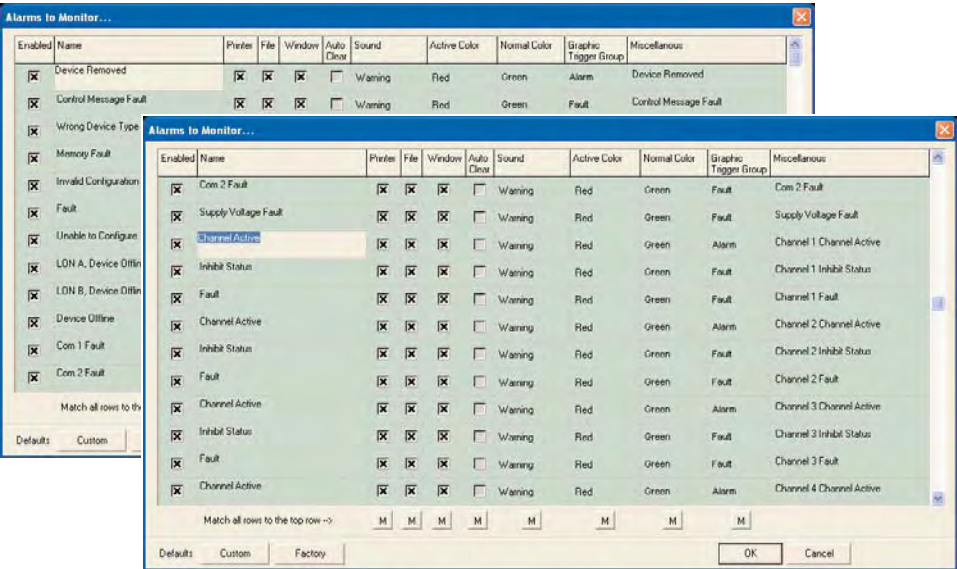 Alarms to Monitor...
Enabled Name Printer File Window Auto Clear Sound Active Color Normal Color Graphic Trigger Group Miscellanous
Device Removed Warning Red Green Alarm Device Removed
Control Message Fault Warning Red Green Fault Control Message Fault
Wrong Device Type
Memory Fault
Invalid Configuration
Fault
Unable to Configure
LON A, Device Offlin
LON B, Device Offlin
Device Offline
Com 1 Fault
Com 2 Fault
Match all rows to th
Defaults Custom
Alarms to Monitor...
Enabled Name Printer File Window Auto Clear Sound Active Color Normal Color Graphic Trigger Group Miscellanous
Com 2 Fault Warning Red Green Fault Com 2 Fault
Supply Voltage Fault Warning Red Green Fault Supply Voltage Fault
Channel Active Warning Red Green Alarm Channel 1 Channel Active
Inhibit Status Warning Red Green Fault Channel 1 Inhibit Status
Fault Warning Red Green Fault Channel 1 Fault
Channel Active Warning Red Green Alarm Channel 2 Channel Active
Inhibit Status Warning Red Green Fault Channel 2 Inhibit Status
Fault Warning Red Green Fault Channel 2 Fault
Channel Active Warning Red Green Alarm Channel 3 Channel Active
Inhibit Status Warning Red Green Fault Channel 3 Inhibit Status
Fault Warning Red Green Fault Channel 3 Fault
Channel Active Warning Red Green Alarm Channel 4 Channel Active
Match all rows to the top row --> M M M M M M M M
Defaults Custom Factory OK Cancel